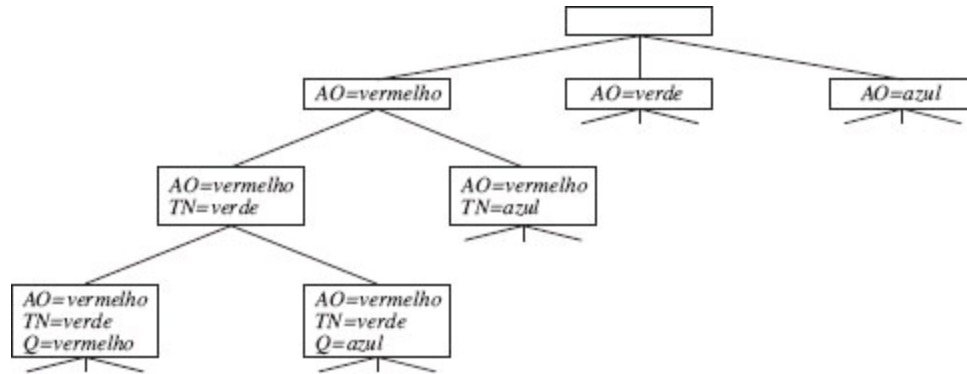 AO=vermelho
AO=verde
AO=azul
AO=vermelho
TN=verde
AO=vermelho
TN=azul
AO=vermelho
TN=verde
Q=vermelho
AO=vermelho
TN=verde
Q=azul